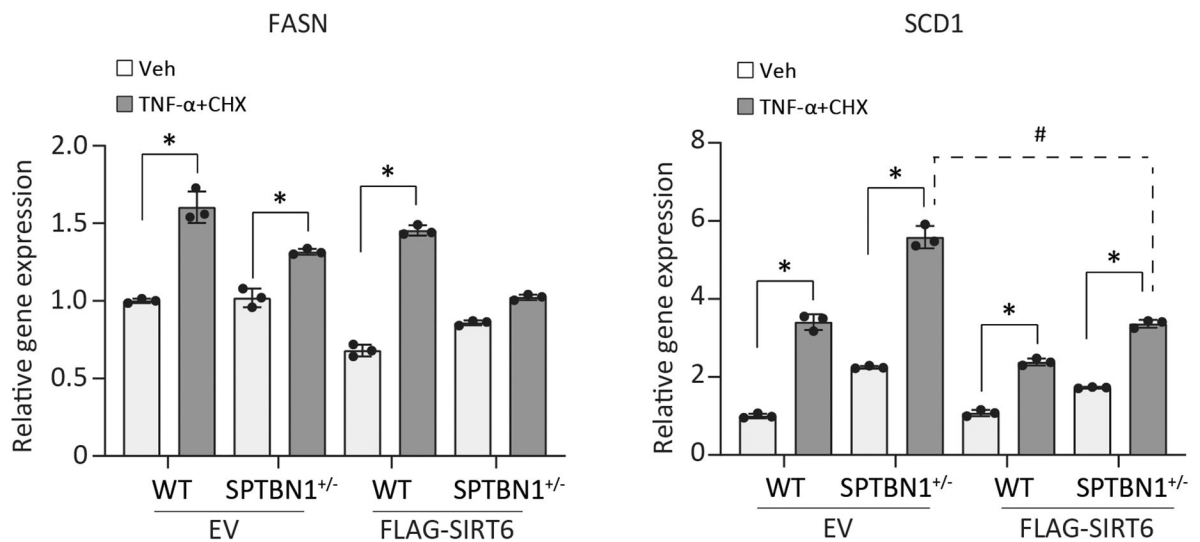 FASN
Veh
TNF-α+CHX
Relative gene expression
2.0
1.5
1.0
0.5
0
*
*
*
WT
SPTBN1+/-
WT
SPTBN1+/-
EV
FLAG-SIRT6
SCD1
Veh
TNF-α+CHX
Relative gene expression
8
6
4
2
0
*
*
*
*
#
WT
SPTBN1+/-
WT
SPTBN1+/-
EV
FLAG-SIRT6